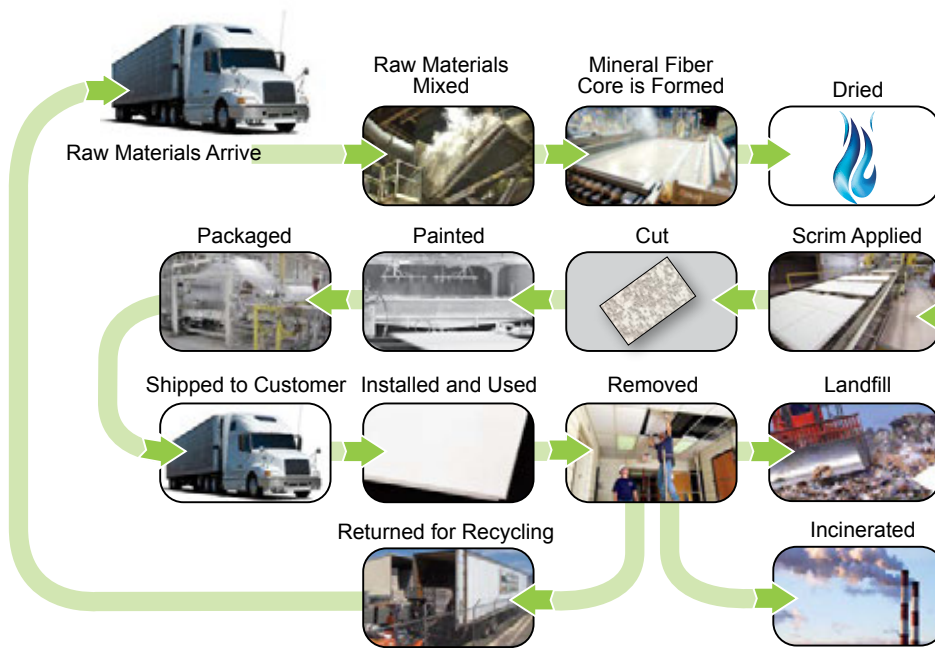 Raw Materials
Mixed
Mineral Fiber
Core is Formed
Dried
Raw Materials Arrive
Packaged
Painted
Cut
Scrim Applied
Shipped to Customer
Installed and Used
Removed
Landfill
Returned for Recycling
Incinerated